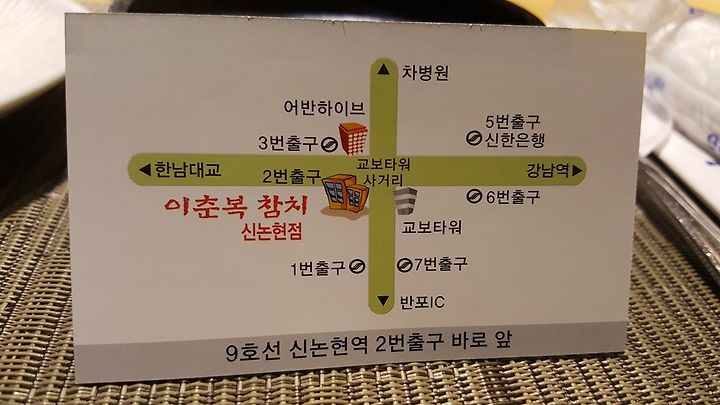 차병원
어반하이브
5번출구
3번출구
신한은행
한남대교
교보타워
사거리
강남역
2번출구
6번출구
이춘복 참치
신논현점
교보타워
1번출구
7번출구
반포IC
9호선 신논현역 2번출구 바로 앞